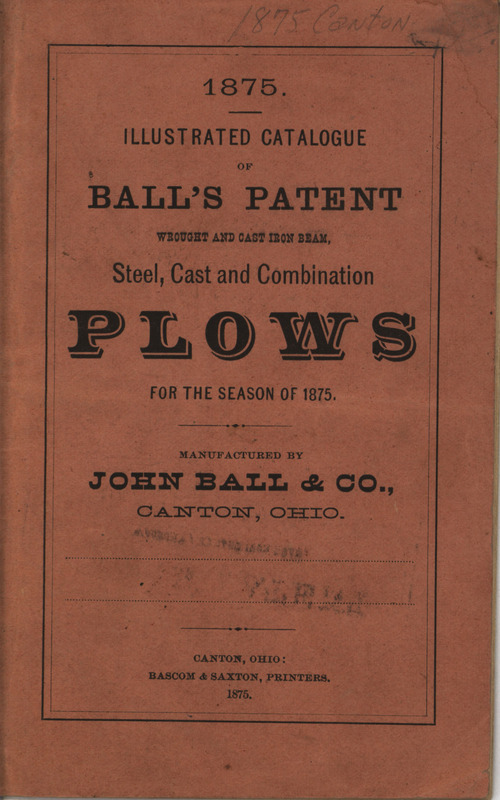 1875 Canton
1875.
ILLUSTRATED CATALOGUE
OF
BALL'S PATENT
WROUGHT AND CAST IRON BEAM,
Steel, Cast and Combination
PLOWS
FOR THE SEASON OF 1875.
MANUFACTURED BY
JOHN BALL & CO.,
CANTON, OHIO.
CANTON, OHIO:
BASCOM & SAXTON, PRINTERS.
1875.